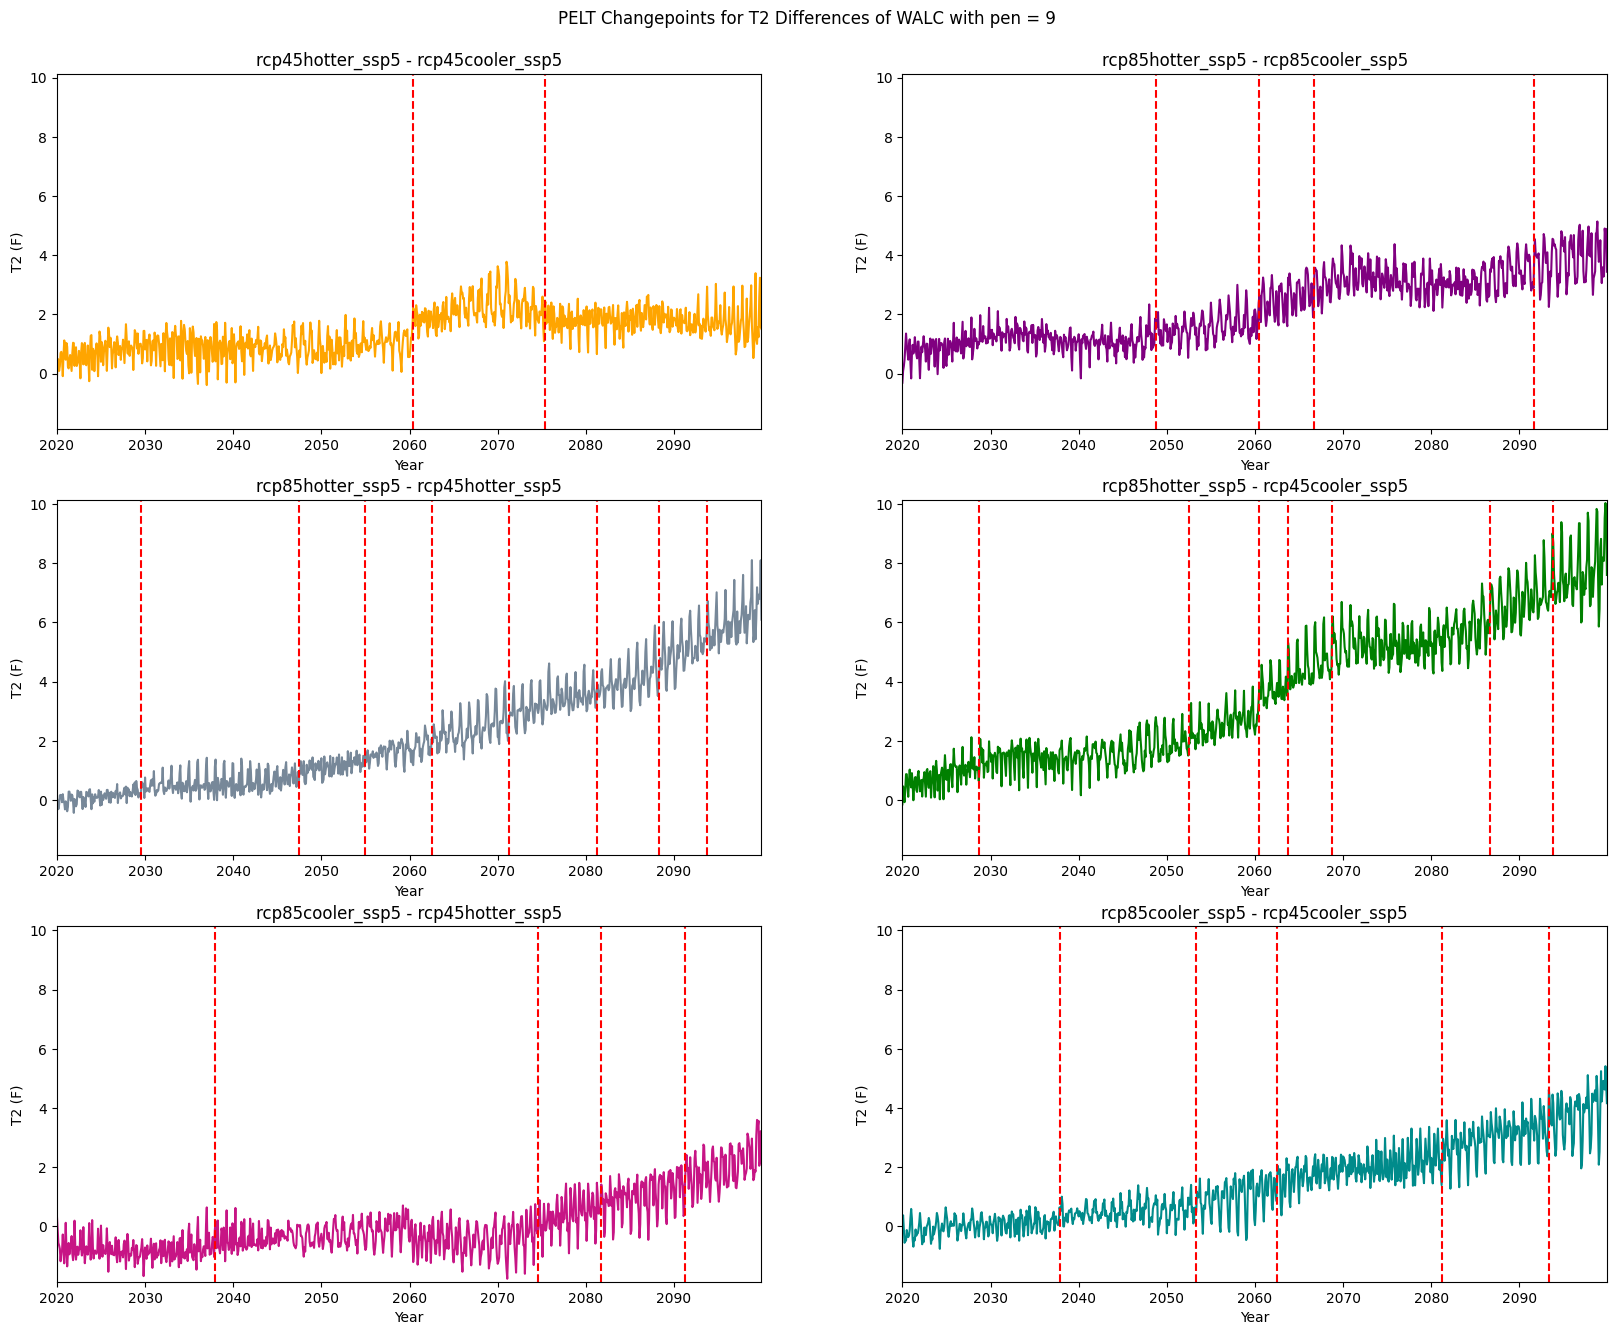 PELT Changepoints for T2 Differences of WALC with pen = 9
rcp45hotter_ssp5 - rcp45cooler_ssp5
10
8
6
4
2
0
T2 (F)
2020 2030 2040 2050 2060 2070 2080 2090
Year
rcp85hotter_ssp5 - rcp85cooler_ssp5
10
8
6
4
2
0
T2 (F)
2020 2030 2040 2050 2060 2070 2080 2090
Year
rcp85hotter_ssp5 - rcp45hotter_ssp5
10
8
6
4
2
0
T2 (F)
2020 2030 2040 2050 2060 2070 2080 2090
Year
rcp85hotter_ssp5 - rcp45cooler_ssp5
10
8
6
4
2
0
T2 (F)
2020 2030 2040 2050 2060 2070 2080 2090
Year
rcp85cooler_ssp5 - rcp45hotter_ssp5
10
8
6
4
2
0
T2 (F)
2020 2030 2040 2050 2060 2070 2080 2090
Year
rcp85cooler_ssp5 - rcp45cooler_ssp5
10
8
6
4
2
0
T2 (F)
2020 2030 2040 2050 2060 2070 2080 2090
Year